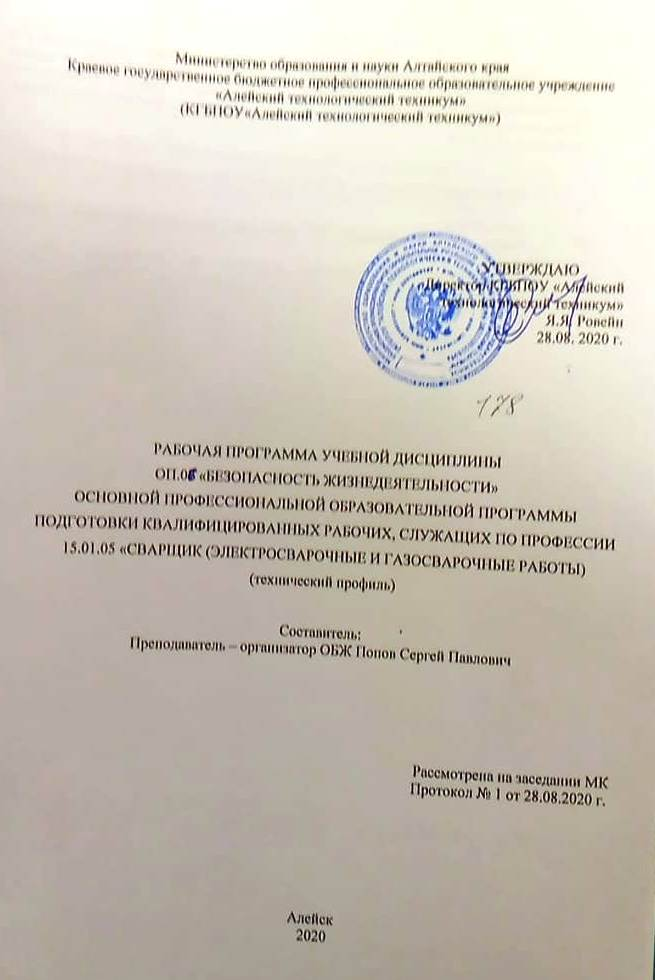 Министерство образования и науки Алтайского края
Краевое государственное бюджетное профессиональное образовательное учреждение
«Алейский технологический техникум»
(КГБПОУ«Алейский технологический техникум»)
УТВЕРЖДАЮ
Директор КГБПОУ «Алейский
технологический техникум»
Я.Я. Ровейн
28.08. 2020 г.
178
РАБОЧАЯ ПРОГРАММА УЧЕБНОЙ ДИСЦИПЛИНЫ
«БЕЗОПАСНОСТЬ ЖИЗНЕДЕЯТЕЛЬНОСТИ»
ОСНОВНОЙ ПРОФЕССИОНАЛЬНОЙ ОБРАЗОВАТЕЛЬНОЙ ПРОГРАММЫ
ПОДГОТОВКИ КВАЛИФИЦИРОВАННЫХ РАБОЧИХ, СЛУЖАЩИХ ПО ПРОФЕССИИ
15.01.05 «СВАРЩИК (ЭЛЕКТРОСВАРОЧНЫЕ И ГАЗОСВАРОЧНЫЕ РАБОТЫ)
(технический профиль)
Составитель:
Преподаватель – организатор ОБЖ Попов Сергей Павлович
Рассмотрена на заседании МК
Протокол № 1 от 28.08.2020 г.
Алейск
2020